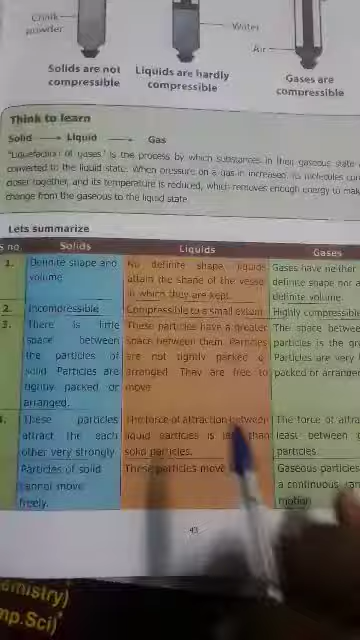 Chalk
powder
Water
Air
Solids are not
compressible
Liquids are hardly
compressible
Gases are
compressible
Think to learn
Solid → Liquid → Gas
"Liquefaction of gases" is the process by which substances in their gaseous state
converted to the liquid state. When pressure on a gas in increased, its molecules
closer together, and its temperature is reduced, which removes enough energy to
change from the gaseous to the liquid state.
Lets summarize
s no. Solids Liquids Gases
1. Definite shape and
volume.
No definite shape liquids
attain the shape of the vesse
in which they are kept.
Gases have neither
definite shape nor
definite volume.
2. Incompressible
Compressible to a small extent
Highly compressible
3. There is little
space between
the particles of
solid Particles are
tightly packed or
arranged.
These particles have a greater
space between them. Particles
are not tightly packed
arranged. They are free to
move
The space betwee
particles is the
Particles are very
packed or
These particles
attract the each
other very strongly
The force of attraction between
liquid particles is than
solid particles.
The force of
least between
particles.
Particles of solid
cannot move
freely.
These particles move
Gaseous particles
a continuous
motion
43
emistry)
mp.Sci)